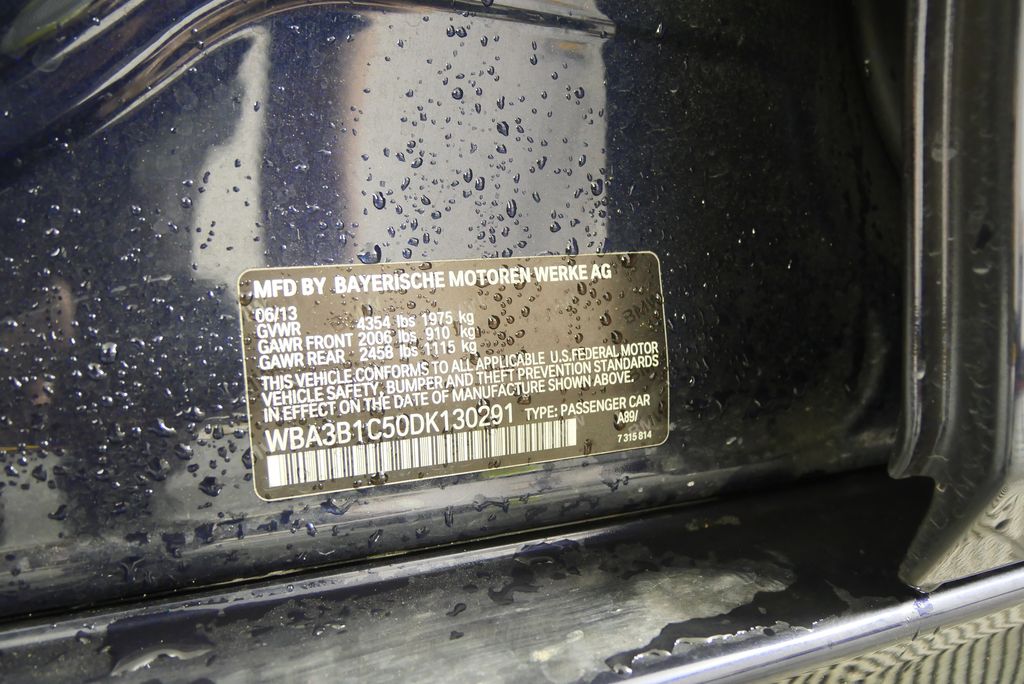 MFD BY BAYERISCHE MOTOREN WERKE AG
06/13
GVWR 4354 lbs 1975 kg
GAWR FRONT 2006 lbs 910 kg
GAWR REAR 2458 lbs 1115 kg
THIS VEHICLE CONFORMS TO ALL APPLICABLE U.S.FEDERAL MOTOR
VEHICLE SAFETY, BUMPER AND THEFT PREVENTION STANDARDS
IN EFFECT ON THE DATE OF MANUFACTURE SHOWN ABOVE.
WBA3B1C50DK130291 TYPE: PASSENGER CAR
A89/
7 315 814